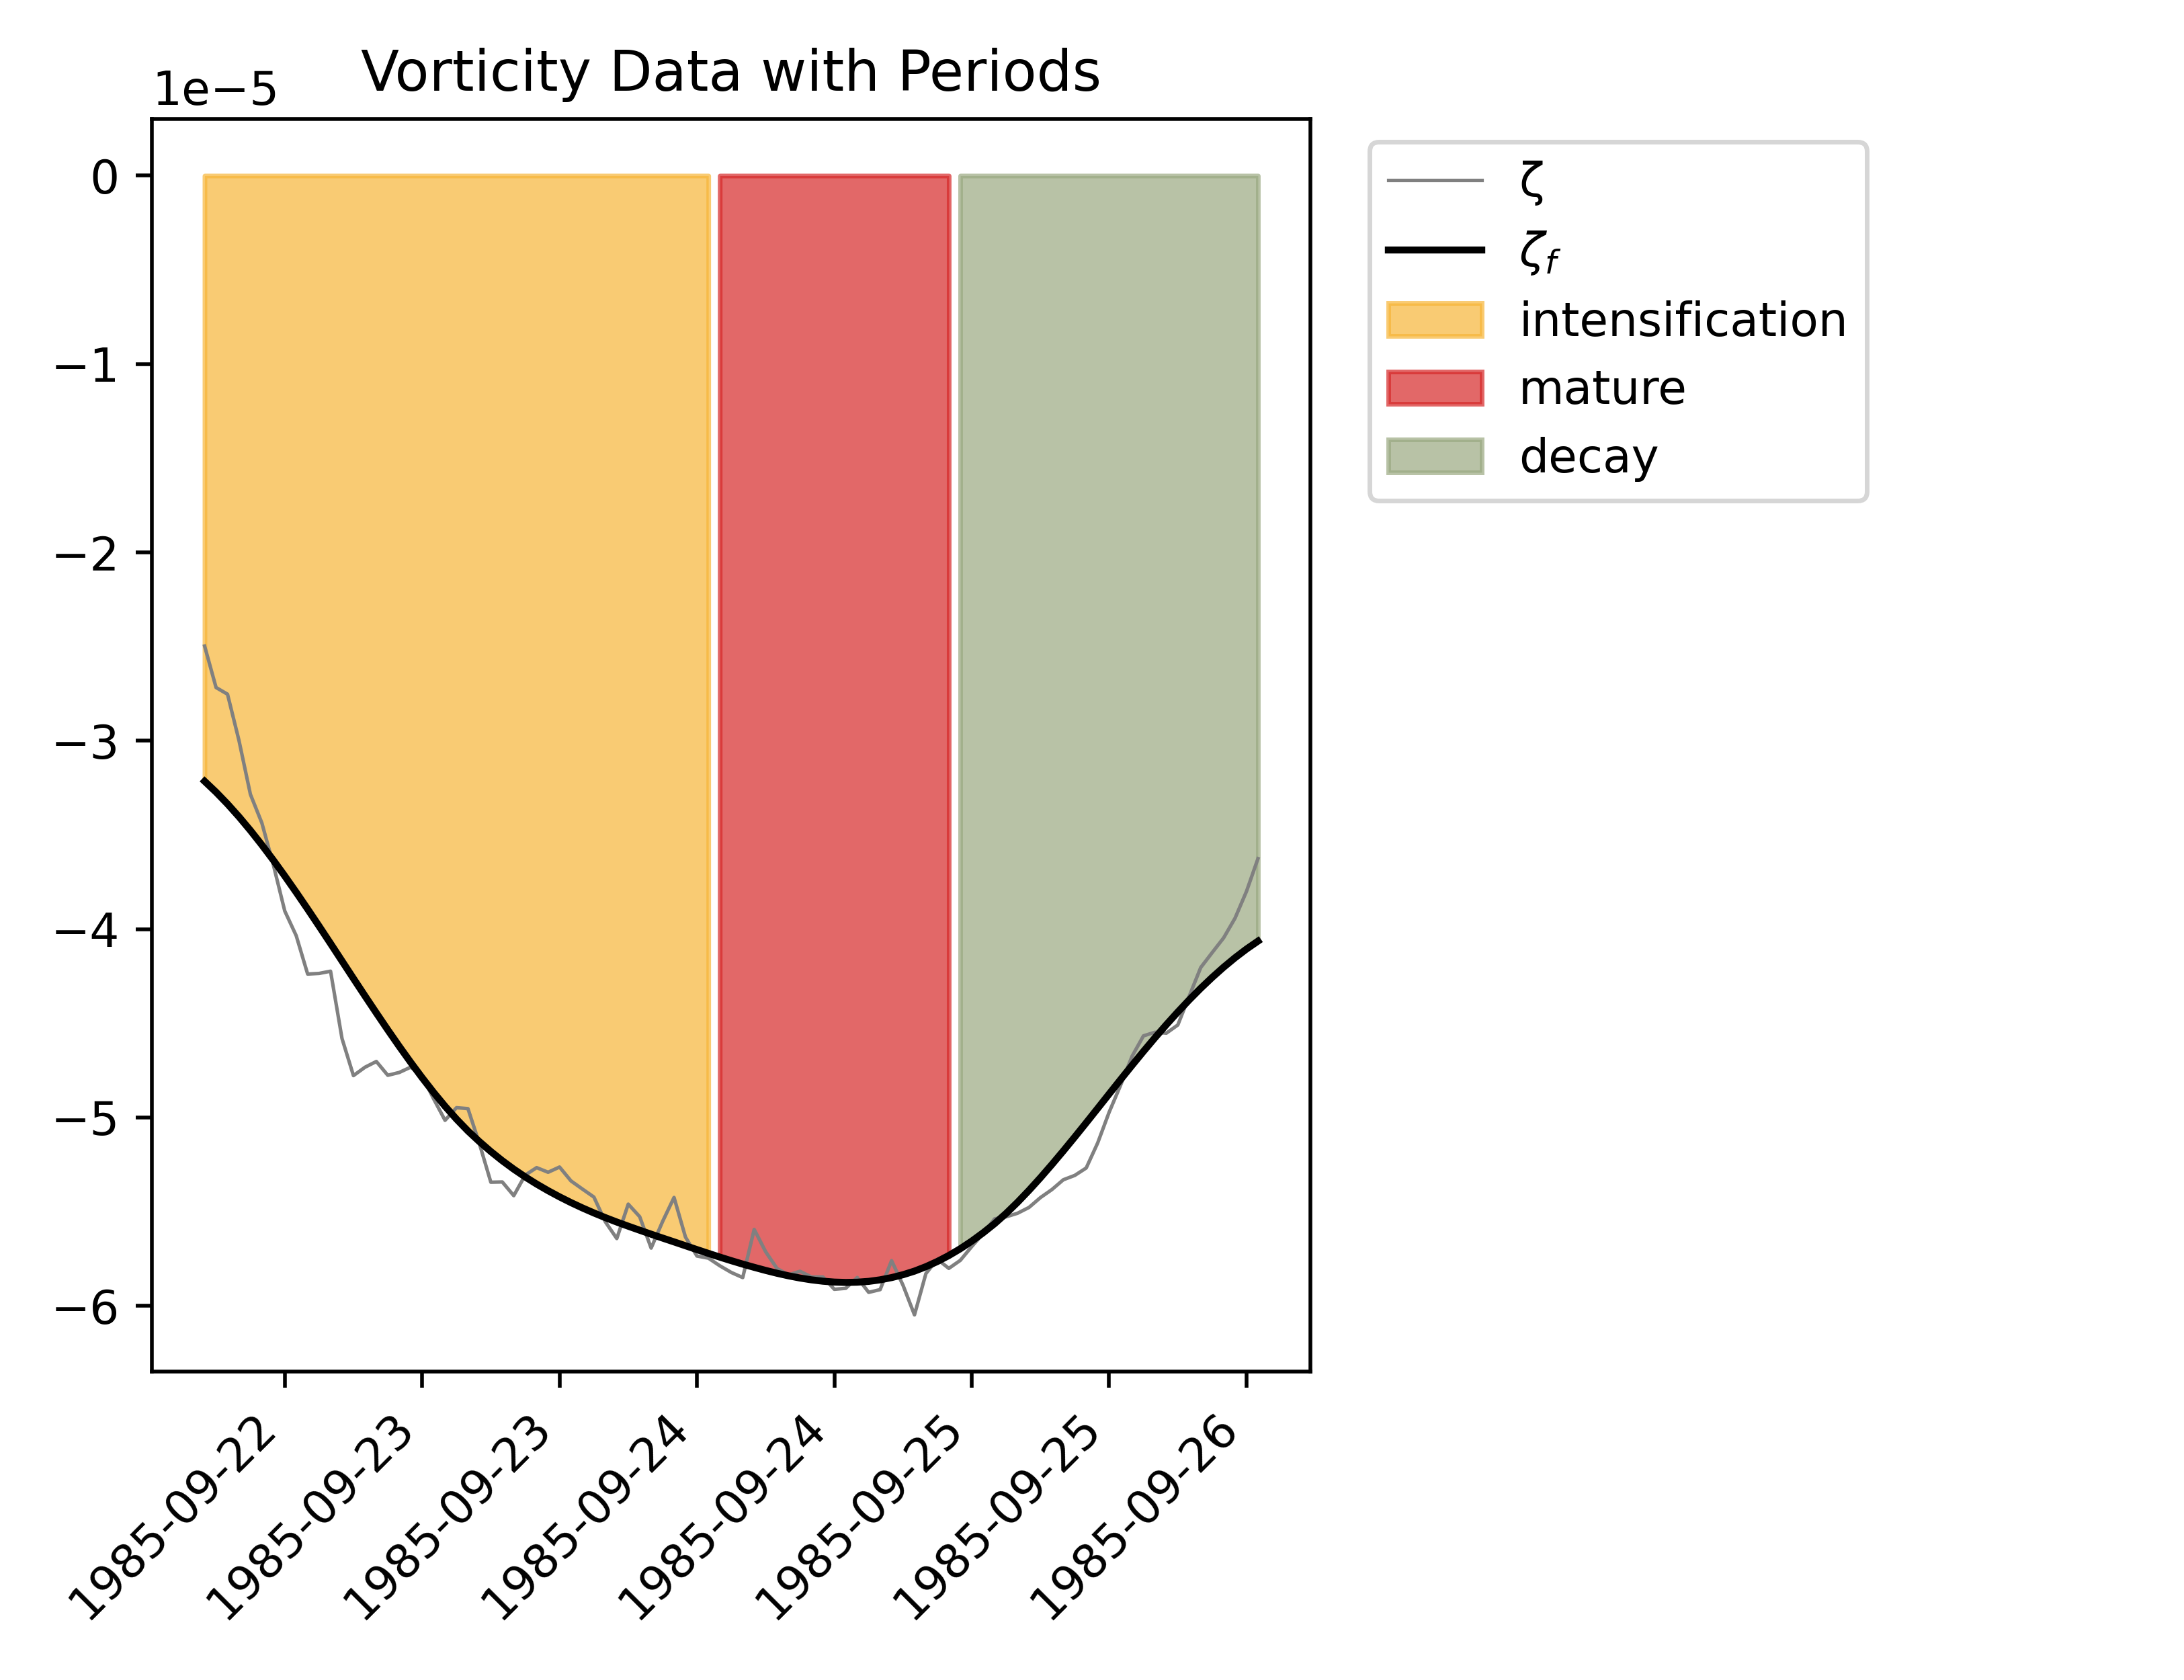 Vorticity Data with Periods
1e−5
0
−1
−2
−3
−4
−5
−6
1985-09-22
1985-09-23
1985-09-23
1985-09-24
1985-09-24
1985-09-25
1985-09-25
1985-09-26
ζ
ζf
intensification
mature
decay